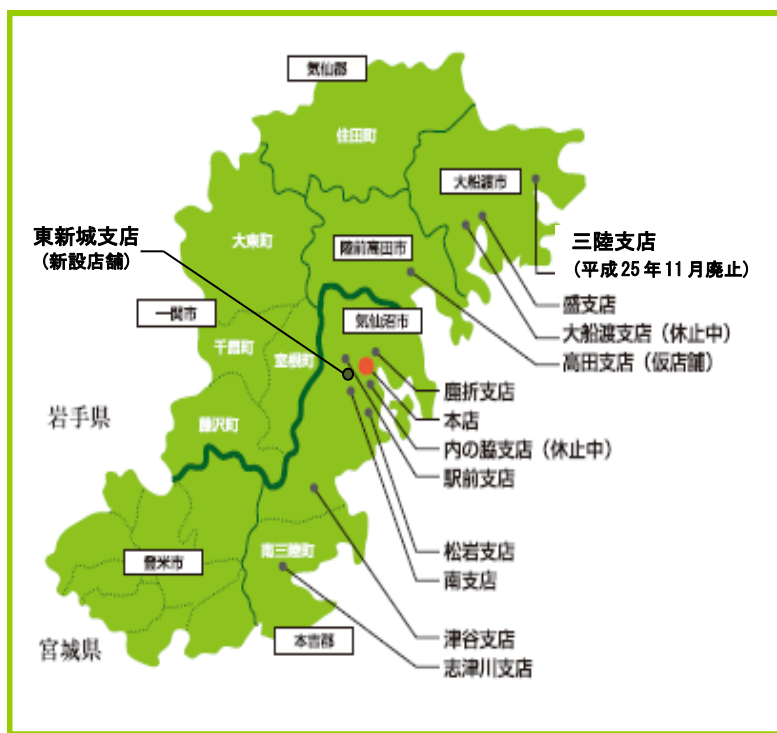 気仙郡
住田町
大船渡市
東新城支店
(新設店舗)
大東町
陸前高田市
三陸支店
(平成25年11月廃止)
盛支店
大船渡支店（休止中）
高田支店（仮店舗）
一関市
気仙沼市
千厩町
室根町
鹿折支店
本店
岩手県
藤沢町
内の脇支店（休止中）
駅前支店
松岩支店
南支店
登米市
南三陸町
宮城県
本吉郡
津谷支店
志津川支店